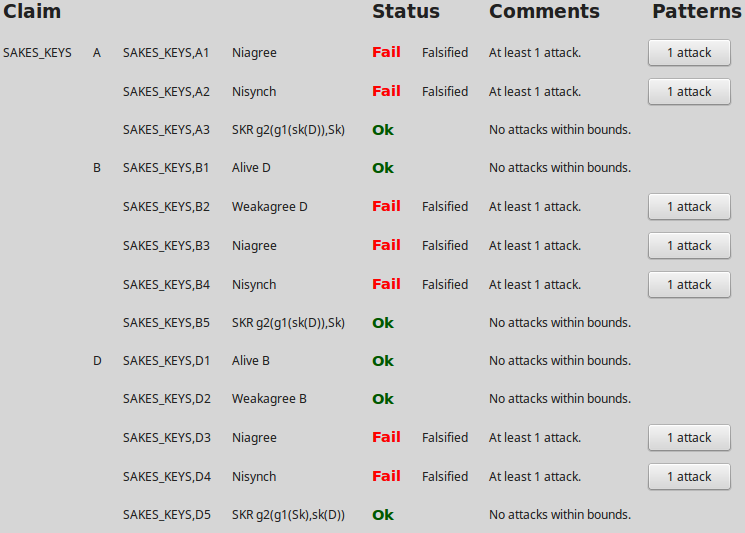 Claim Status Comments Patterns
SAKES_KEYS A SAKES_KEYS,A1 Niagree Fail Falsified At least 1 attack. 1 attack
SAKES_KEYS,A2 Nisynch Fail Falsified At least 1 attack. 1 attack
SAKES_KEYS,A3 SKR g2(g1(sk(D)),Sk) Ok No attacks within bounds.
B SAKES_KEYS,B1 Alive D Ok No attacks within bounds.
SAKES_KEYS,B2 Weakagree D Fail Falsified At least 1 attack. 1 attack
SAKES_KEYS,B3 Niagree Fail Falsified At least 1 attack. 1 attack
SAKES_KEYS,B4 Nisynch Fail Falsified At least 1 attack. 1 attack
SAKES_KEYS,B5 SKR g2(g1(sk(D)),Sk) Ok No attacks within bounds.
D SAKES_KEYS,D1 Alive B Ok No attacks within bounds.
SAKES_KEYS,D2 Weakagree B Ok No attacks within bounds.
SAKES_KEYS,D3 Niagree Fail Falsified At least 1 attack. 1 attack
SAKES_KEYS,D4 Nisynch Fail Falsified At least 1 attack. 1 attack
SAKES_KEYS,D5 SKR g2(g1(Sk),sk(D)) Ok No attacks within bounds.